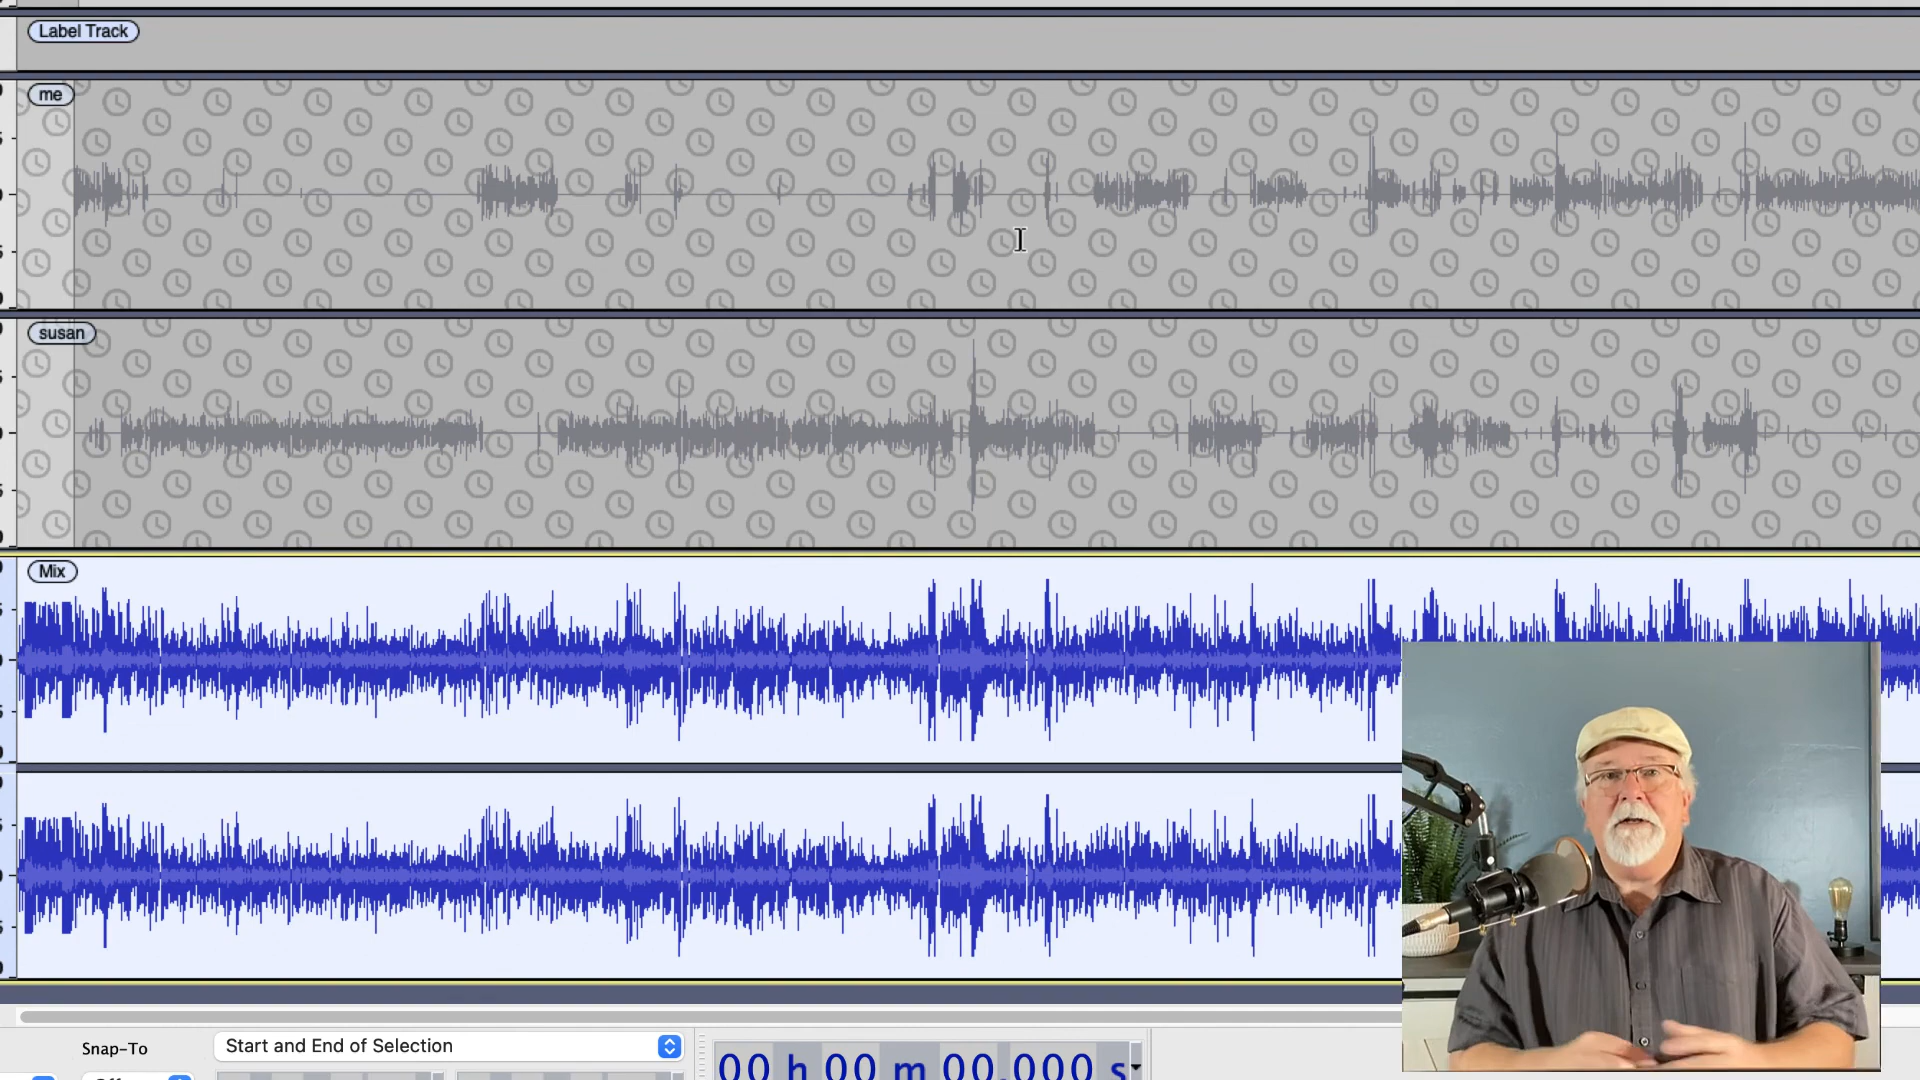 Label Track
me
susan
Mix
Snap-To
Start and End of Selection
00 h 00 m 00.000 s